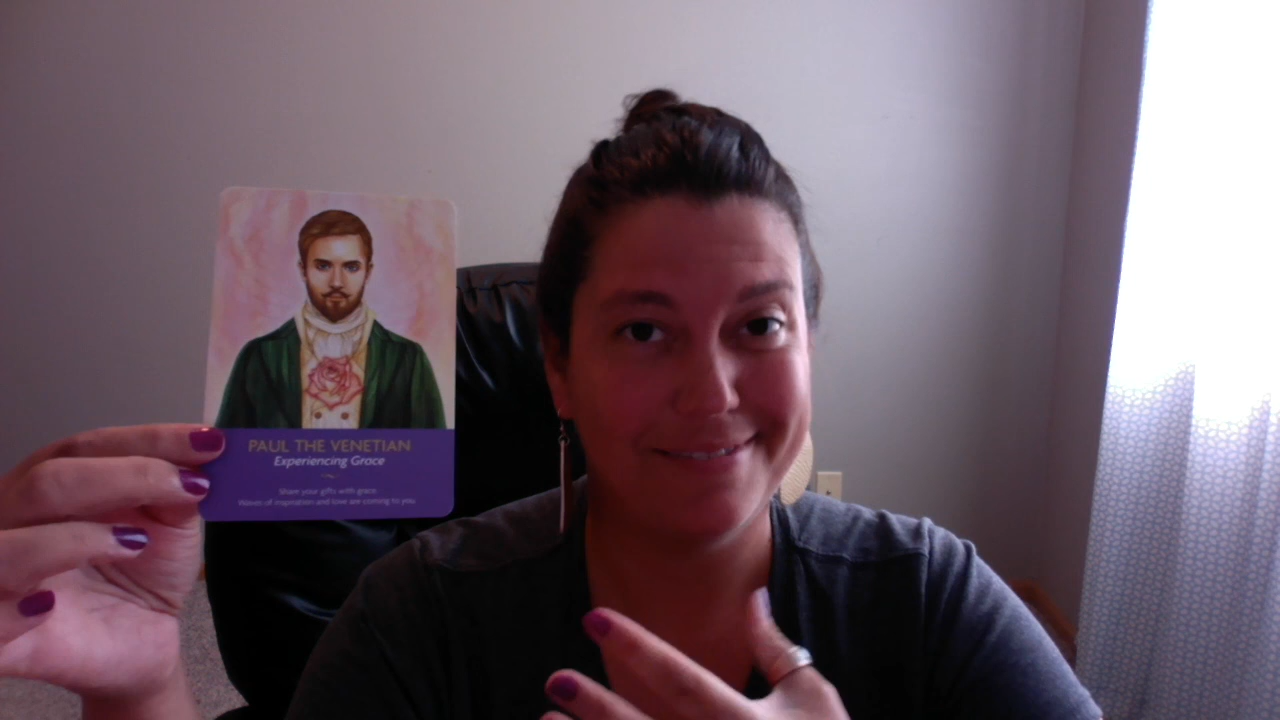 PAUL THE VENETIAN
Experiencing Grace
Share your gifts with grace.
Waves of inspiration and love are coming to you.